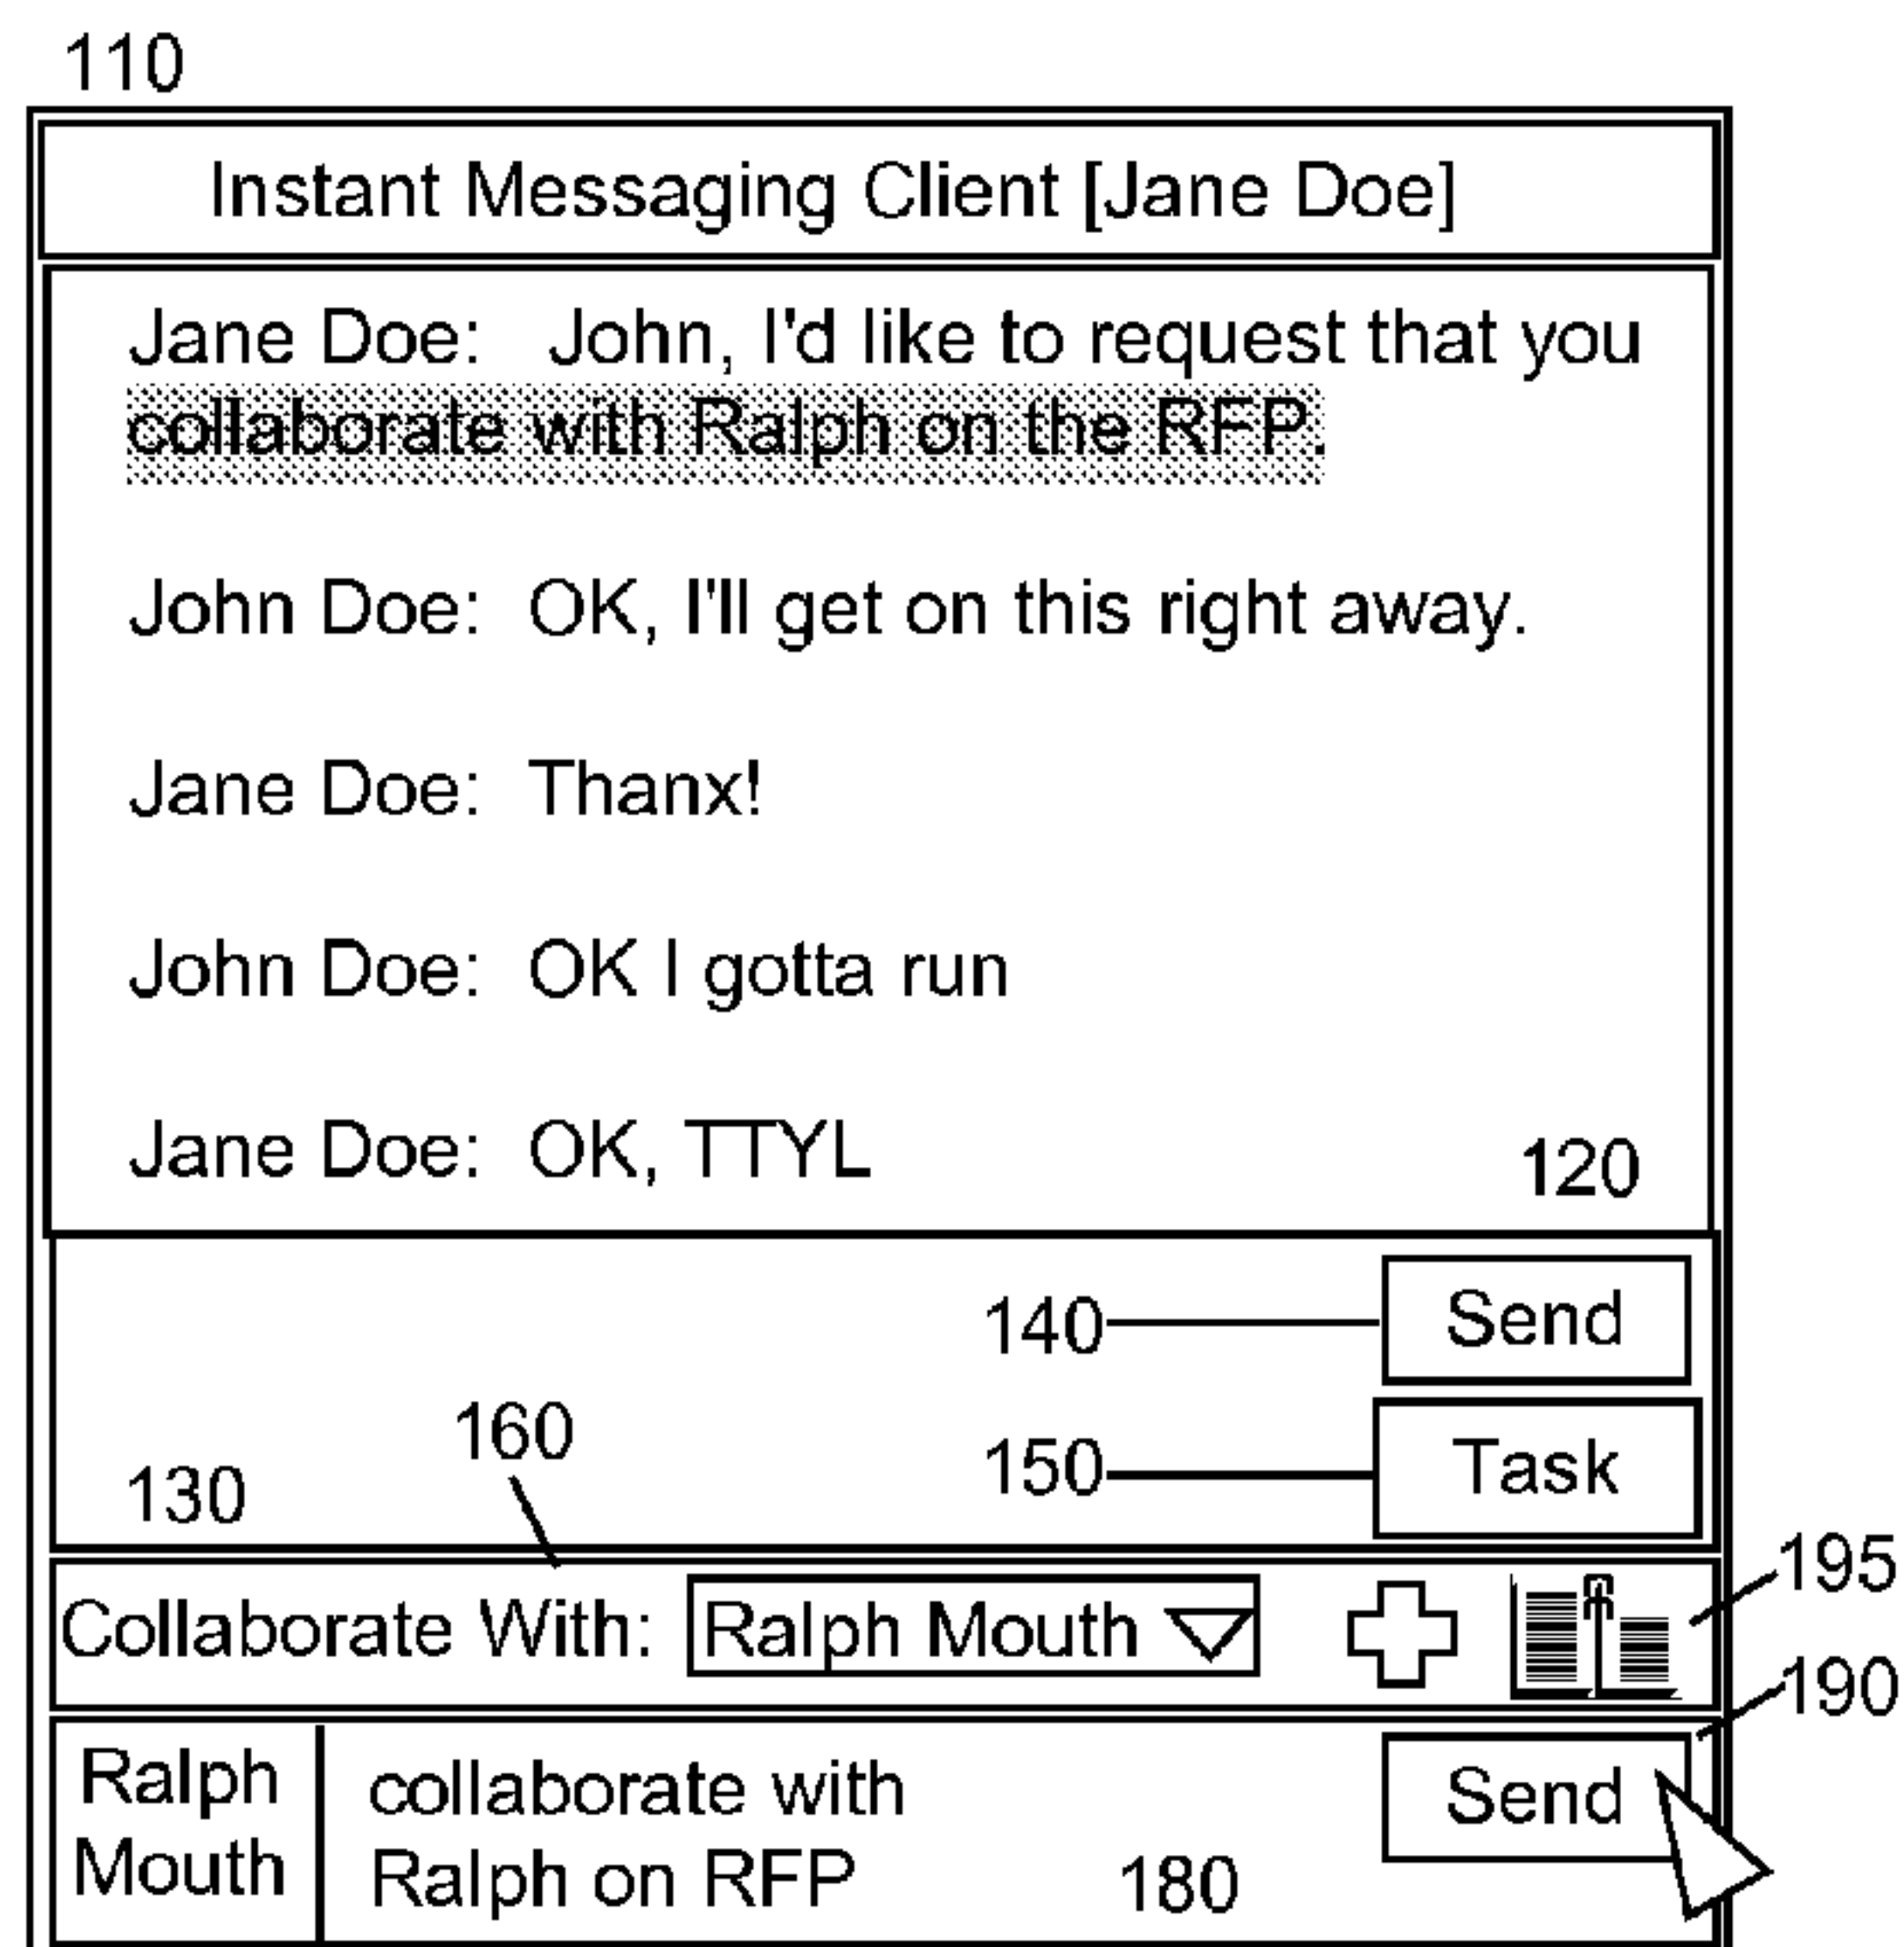 110
Instant Messaging Client [Jane Doe]
Jane Doe: John, I'd like to request that you
collaborate with Ralph on the RFP.
John Doe: OK, I'll get on this right away.
Jane Doe: Thanx!
John Doe: OK I gotta run
Jane Doe: OK, TTYL
120
140 Send
160
150 Task
130
195
Collaborate With: Ralph Mouth
190
Ralph Mouth
collaborate with
Ralph on RFP
180
Send